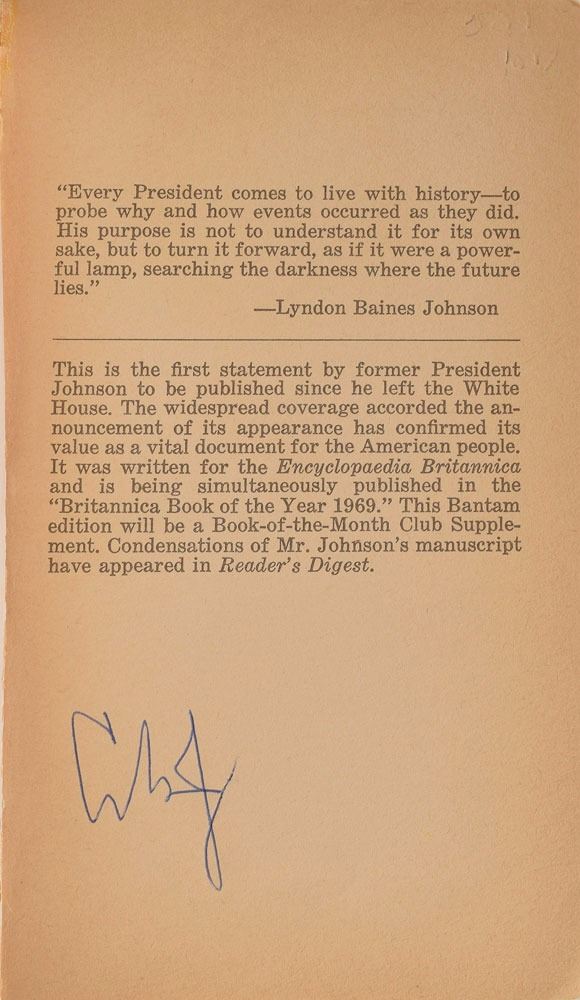 “Every President comes to live with history—to
probe why and how events occurred as they did.
His purpose is not to understand it for its own
sake, but to turn it forward, as if it were a power-
ful lamp, searching the darkness where the future
lies.”
—Lyndon Baines Johnson
This is the first statement by former President
Johnson to be published since he left the White
House. The widespread coverage accorded the an-
nouncement of its appearance has confirmed its
value as a vital document for the American people.
It was written for the Encyclopaedia Britannica
and is being simultaneously published in the
“Britannica Book of the Year 1969.” This Bantam
edition will be a Book-of-the-Month Club Supple-
ment. Condensations of Mr. Johnson’s manuscript
have appeared in Reader’s Digest.